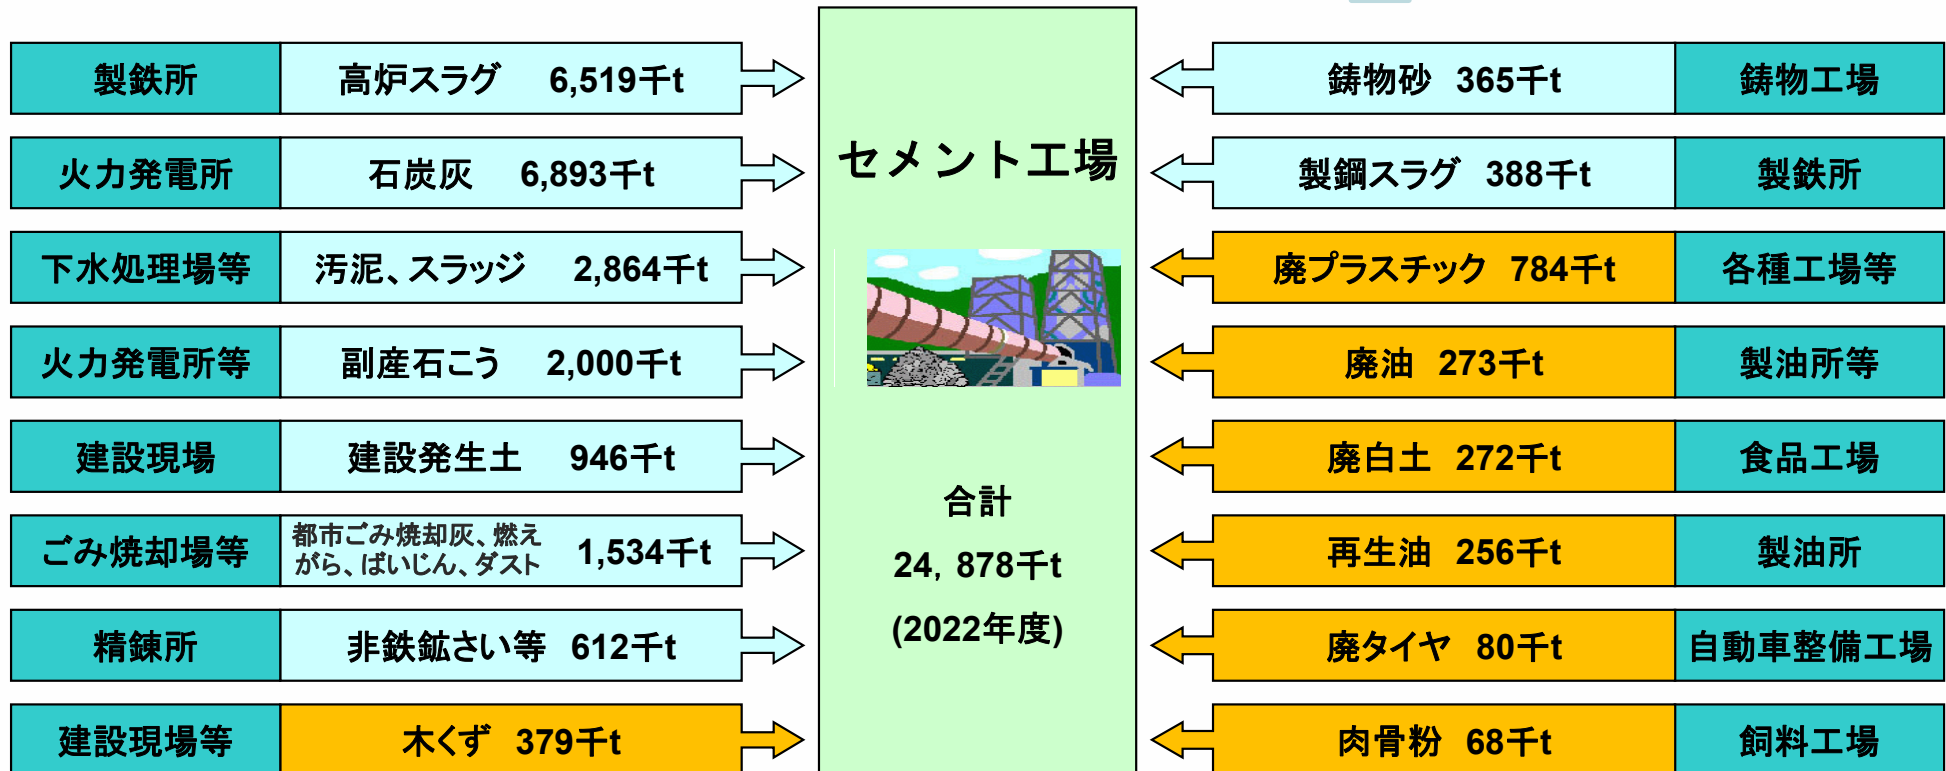 製鉄所 高炉スラグ 6,519千t
火力発電所 石炭灰 6,893千t
下水処理場等 汚泥、スラッジ 2,864千t
火力発電所等 副産石こう 2,000千t
建設現場 建設発生土 946千t
ごみ焼却場等 都市ごみ焼却灰、燃え
がら、ばいじん、ダスト 1,534千t
精錬所 非鉄鉱さい等 612千t
建設現場等 木くず 379千t
セメント工場
合計
24,878千t
(2022年度)
鋳物砂 365千t 鋳物工場
製鋼スラグ 388千t 製鉄所
廃プラスチック 784千t 各種工場等
廃油 273千t 製油所等
廃白土 272千t 食品工場
再生油 256千t 製油所
廃タイヤ 80千t 自動車整備工場
肉骨粉 68千t 飼料工場